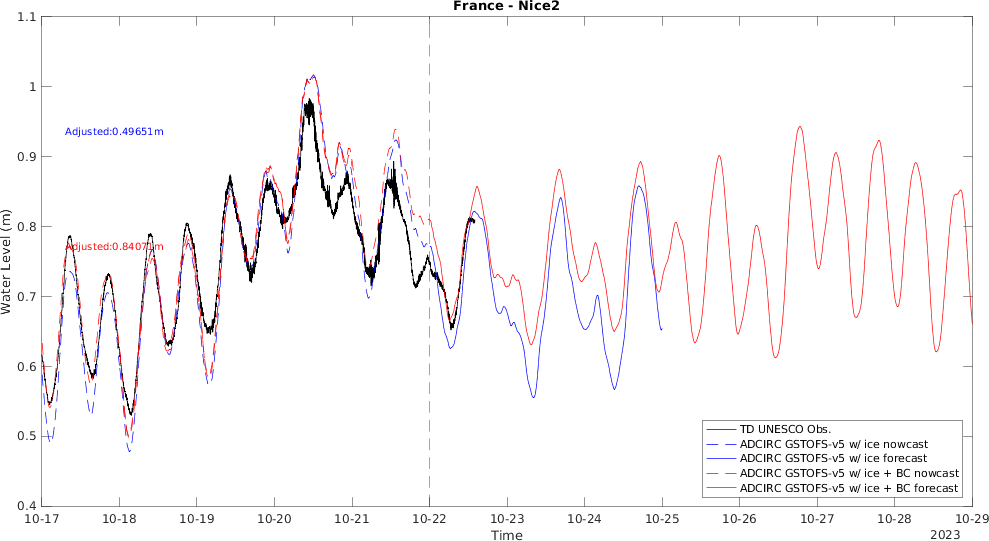 France - Nice2
1.1
1
0.9
0.8
0.7
0.6
0.5
0.4
Water Level (m)
Adjusted:0.49651m
Adjusted:0.84071m
TD UNESCO Obs.
ADCIRC GSTOFS-v5 w/ ice nowcast
ADCIRC GSTOFS-v5 w/ ice forecast
ADCIRC GSTOFS-v5 w/ ice + BC nowcast
ADCIRC GSTOFS-v5 w/ ice + BC forecast
10-17 10-18 10-19 10-20 10-21 10-22 10-23 10-24 10-25 10-26 10-27 10-28 10-29
Time
2023